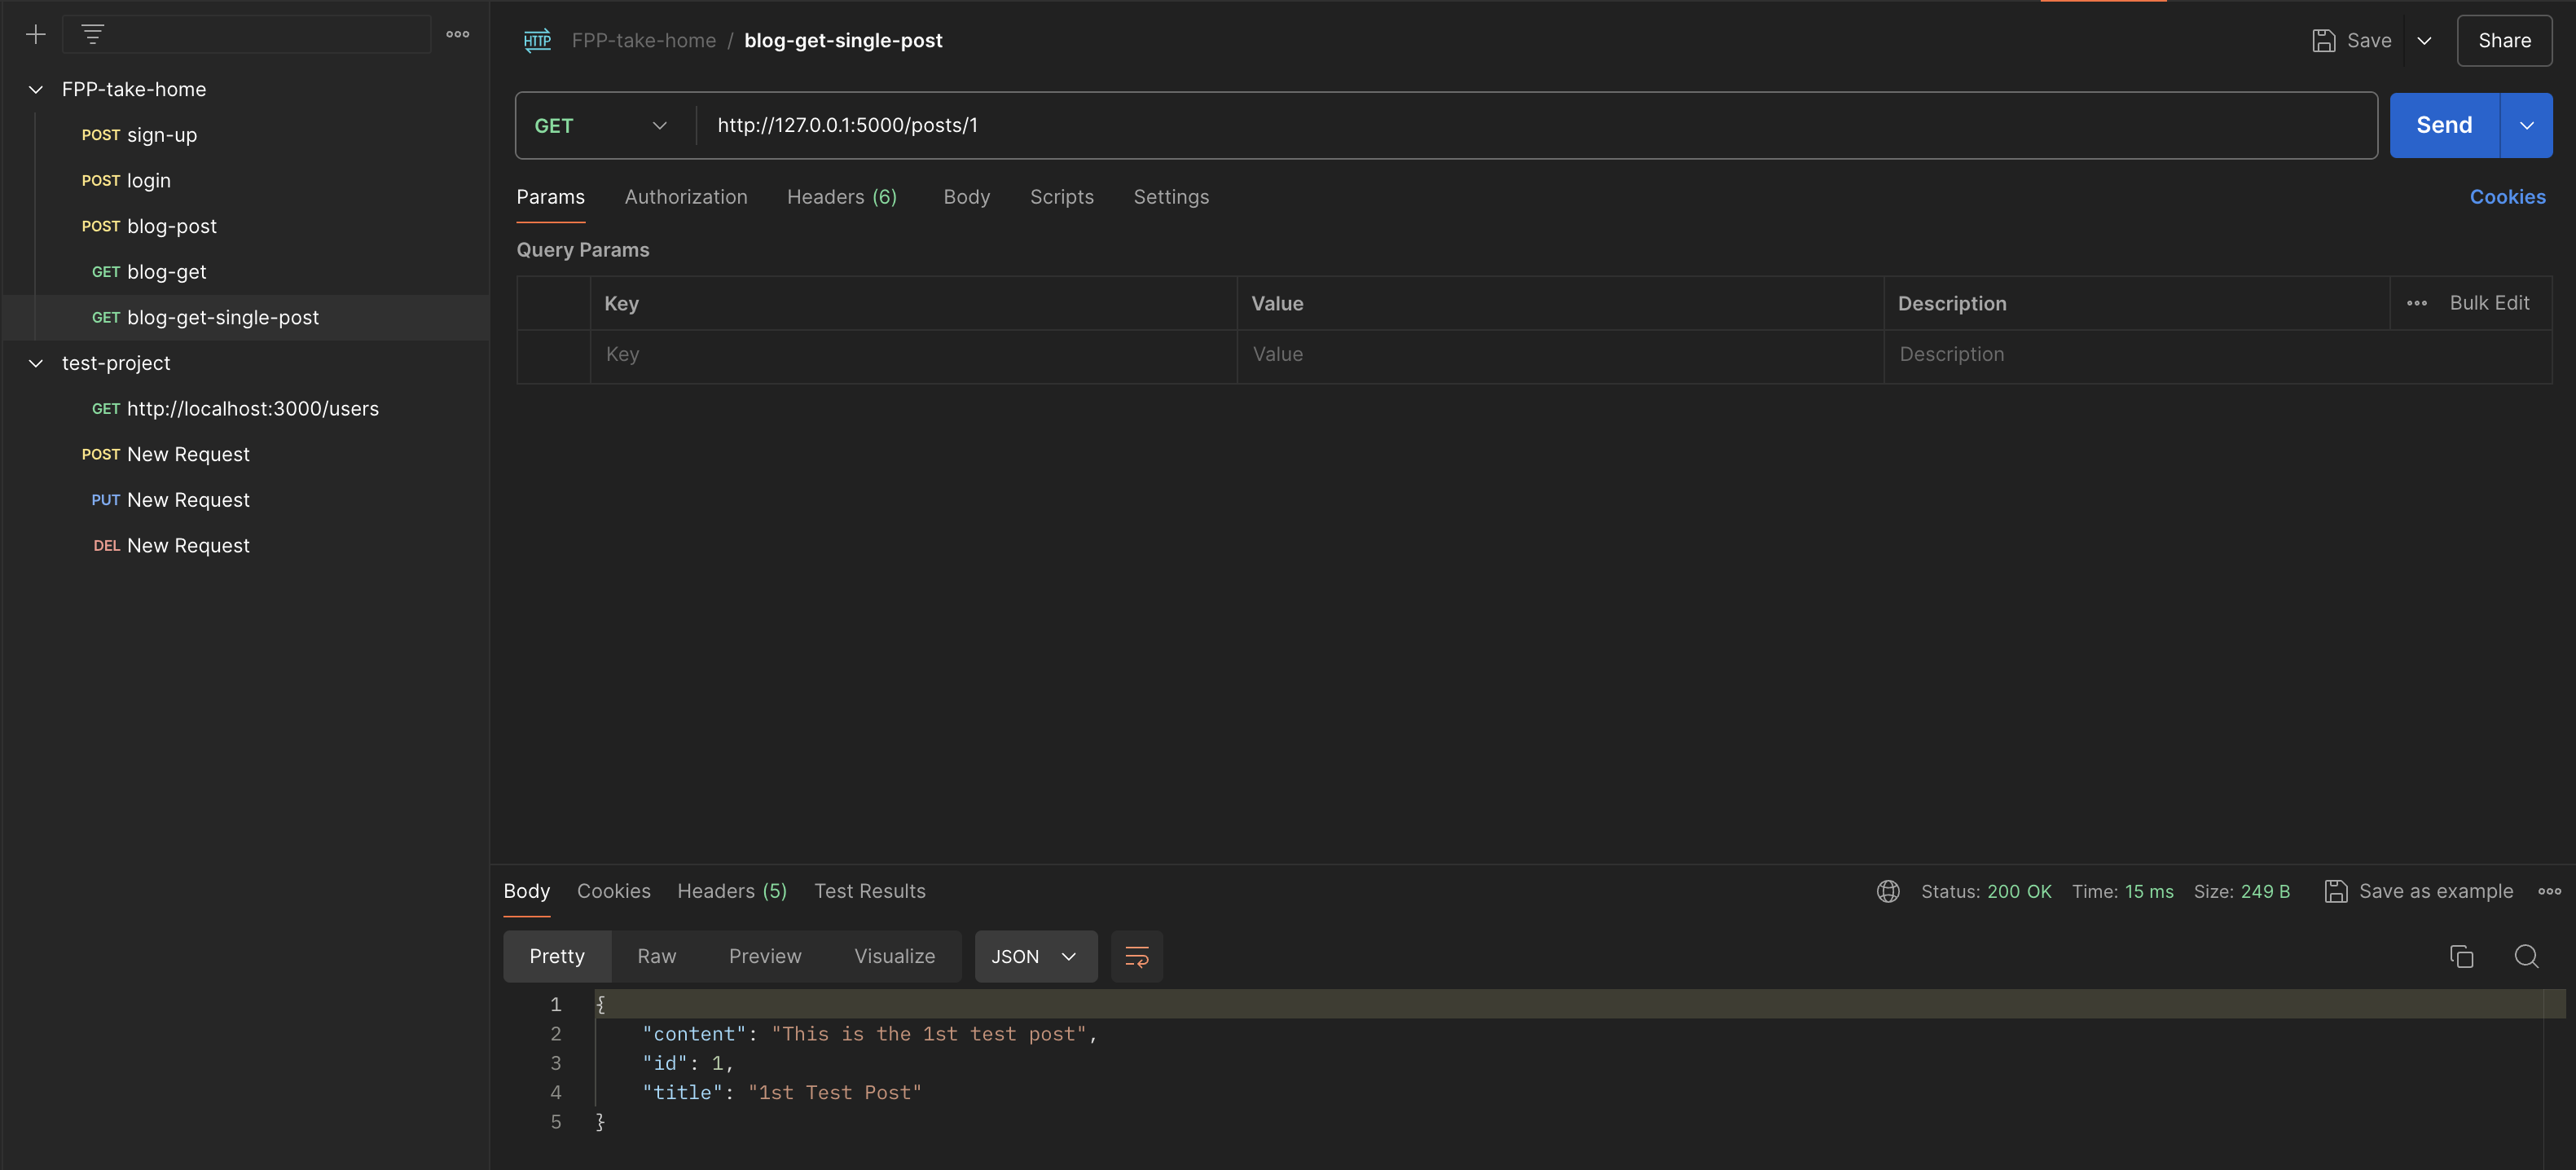 FPP-take-home
POST sign-up
POST login
POST blog-post
GET blog-get
GET blog-get-single-post
test-project
GET http://localhost:3000/users
POST New Request
PUT New Request
DEL New Request
HTTP FPP-take-home / blog-get-single-post Save Share
GET http://127.0.0.1:5000/posts/1 Send
Params Authorization Headers (6) Body Scripts Settings Cookies
Query Params
Key Value Description Bulk Edit
Key Value Description
Body Cookies Headers (5) Test Results Status: 200 OK Time: 15 ms Size: 249 B Save as example
Pretty Raw Preview Visualize JSON
1 {
2 "content": "This is the 1st test post",
3 "id": 1,
4 "title": "1st Test Post"
5 }